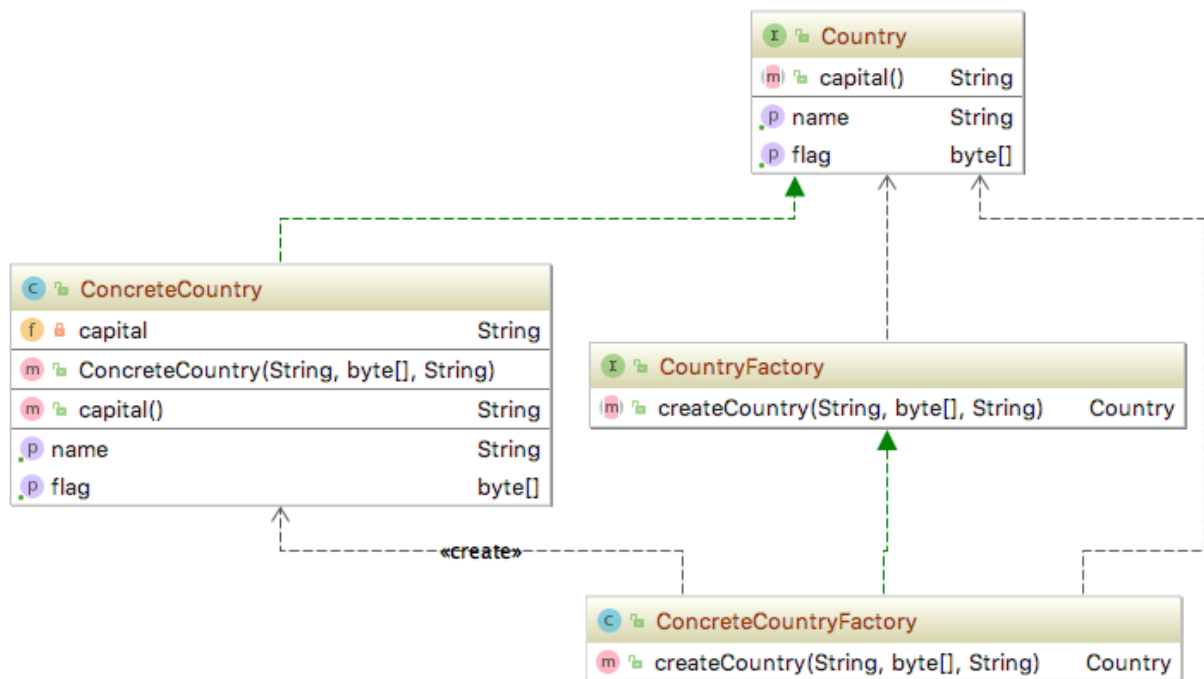 I Country
m capital() String
p name String
p flag byte[]
C ConcreteCountry
f capital String
m ConcreteCountry(String, byte[], String)
m capital() String
p name String
p flag byte[]
I CountryFactory
m createCountry(String, byte[], String) Country
«create»
C ConcreteCountryFactory
m createCountry(String, byte[], String) Country